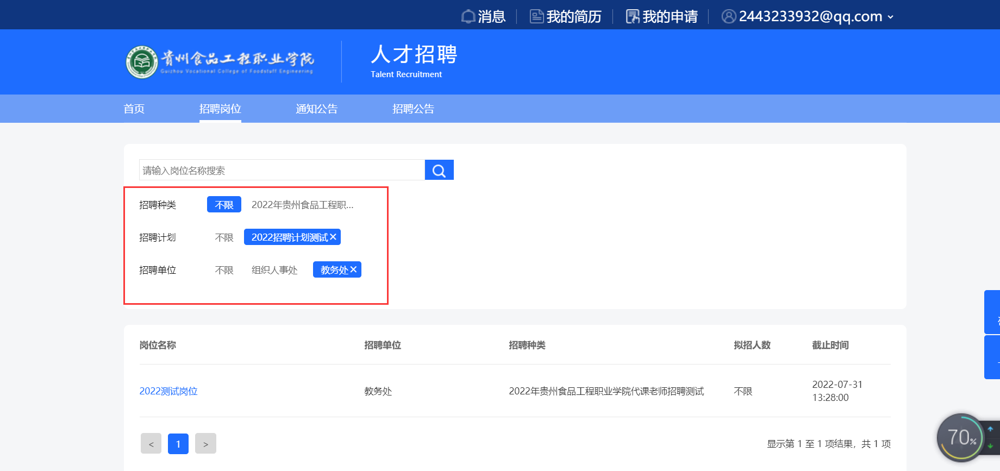 消息 我的简历 我的申请 2443233932@qq.com
贵州食品工程职业学院
Guizhou Vocational College of Foodstuff Engineering
人才招聘
Talent Recruitment
首页 招聘岗位 通知公告 招聘公告
请输入岗位名称搜索
招聘种类 不限 2022年贵州食品工程职...
招聘计划 不限 2022招聘计划测试✕
招聘单位 不限 组织人事处 教务处✕
岗位名称 招聘单位 招聘种类 拟招人数 截止时间
2022测试岗位 教务处 2022年贵州食品工程职业学院代课老师招聘测试 不限 2022-07-31
13:28:00
< 1 > 显示第 1 至 1 项结果，共 1 项
70%